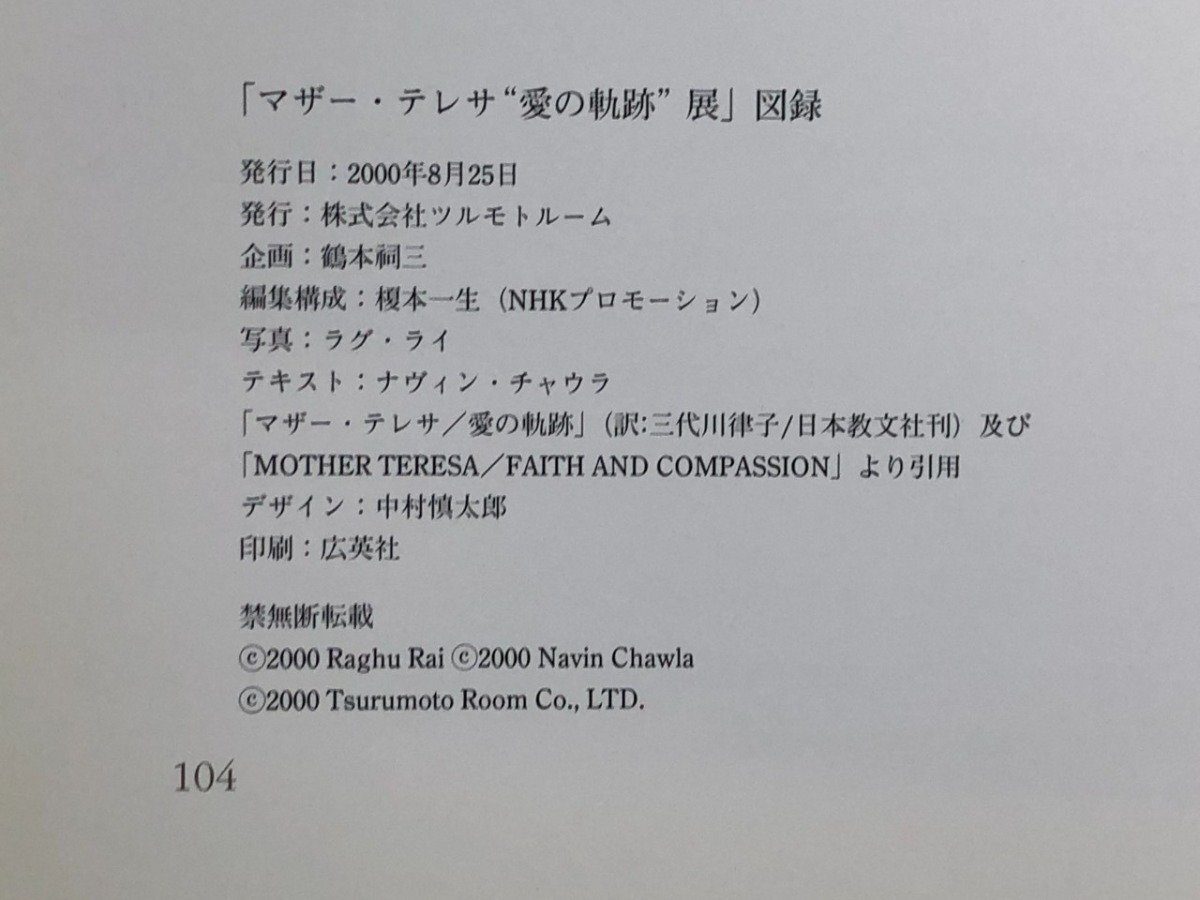 「マザー・テレサ“愛の軌跡” 展」図録
発行日：2000年8月25日
発行：株式会社ツルモトルーム
企画：鶴本祠三
編集構成：榎本一生（NHKプロモーション）
写真：ラグ・ライ
テキスト：ナヴィン・チャウラ
「マザー・テレサ／愛の軌跡」（訳:三代川律子/日本教文社刊）及び
「MOTHER TERESA／FAITH AND COMPASSION」より引用
デザイン：中村慎太郎
印刷：広英社
禁無断転載
ⓒ2000 Raghu Rai ⓒ2000 Navin Chawla
ⓒ2000 Tsurumoto Room Co., LTD.
104